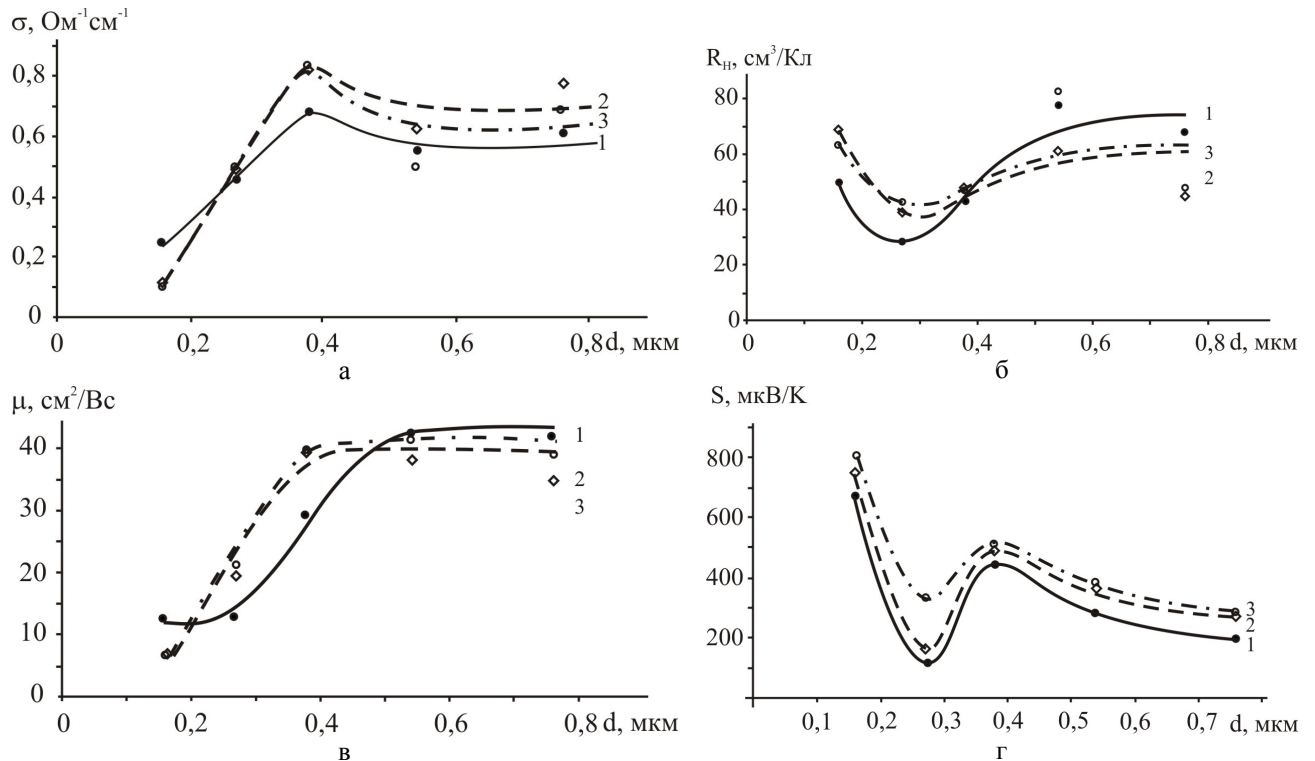 σ, Ом⁻¹см⁻¹
0,8
0,6
0,4
0,2
0
0 0,2 0,4 0,6 0,8 d, мкм
2
3
1
а
R_H, см³/Кл
80
60
40
20
0
0 0,2 0,4 0,6 0,8 d, мкм
1
3
2
б
μ, см²/Вс
40
30
20
10
0
0 0,2 0,4 0,6 0,8 d, мкм
1
2
3
в
S, мкВ/К
800
600
400
200
0,1 0,2 0,3 0,4 0,5 0,6 0,7 d, мкм
3
2
1
г